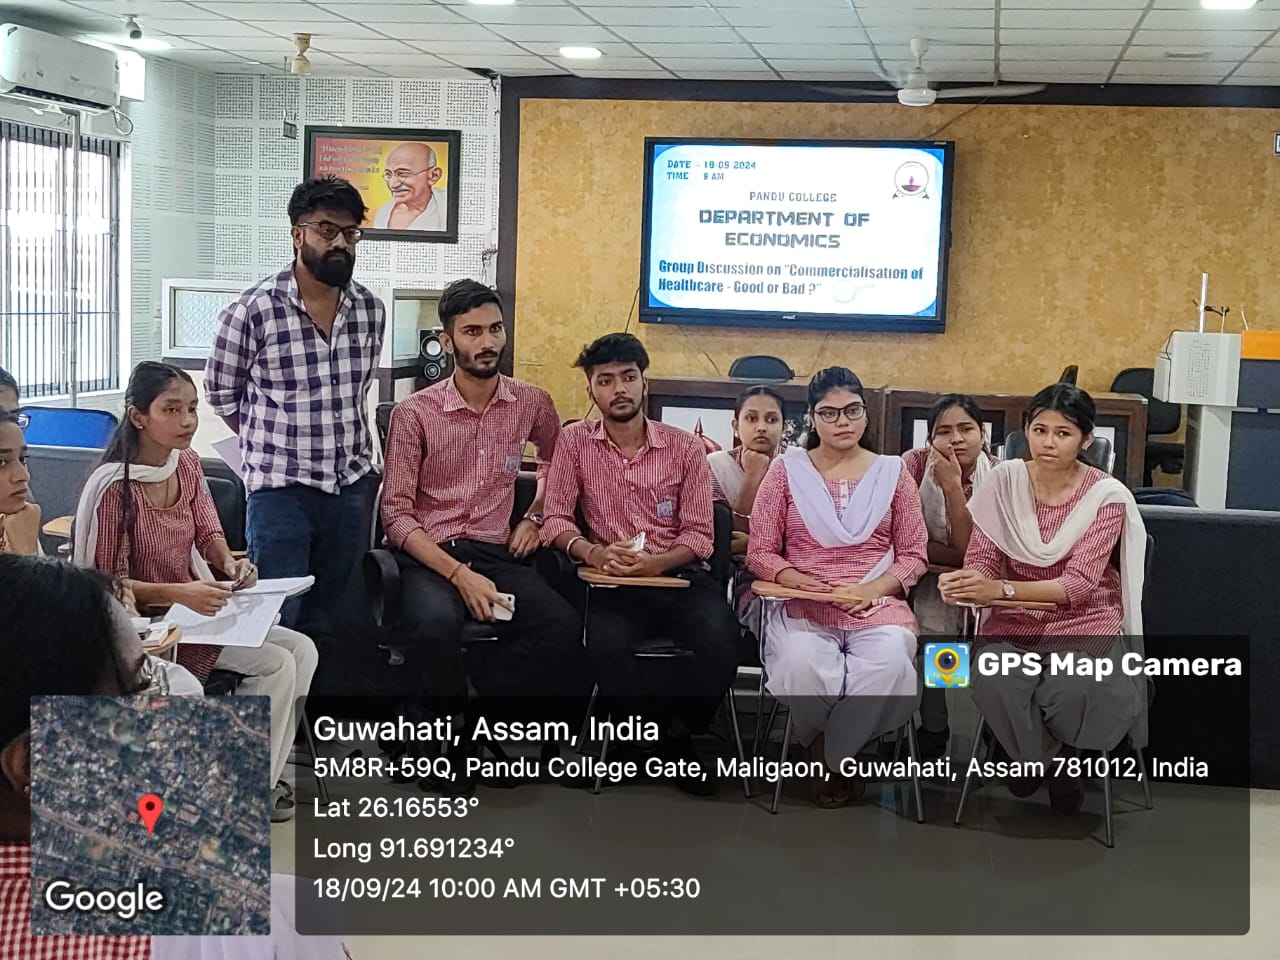 DATE - 18-09-2024
TIME - 9 AM
PANDU COLLEGE
DEPARTMENT OF
ECONOMICS
Group Discussion on "Commercialisation of
Healthcare - Good or Bad ?"
GPS Map Camera
Guwahati, Assam, India
5M8R+59Q, Pandu College Gate, Maligaon, Guwahati, Assam 781012, India
Lat 26.16553°
Long 91.691234°
18/09/24 10:00 AM GMT +05:30
Google